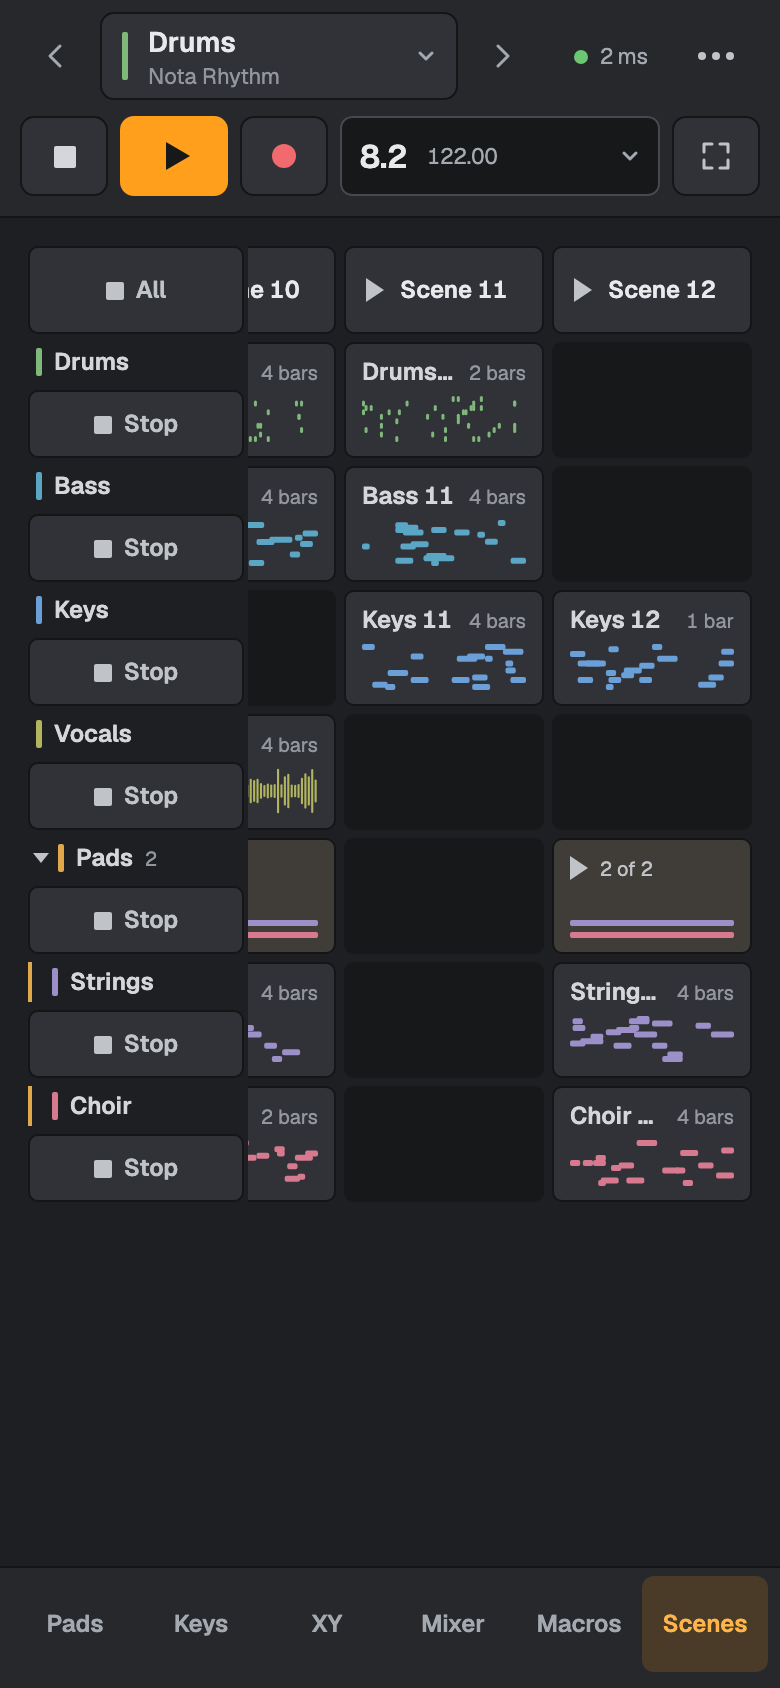 Drums
Nota Rhythm
2 ms
8.2 122.00
All
e 10
Scene 11
Scene 12
Drums
4 bars
Drums... 2 bars
Stop
Bass
4 bars
Bass 11 4 bars
Stop
Keys
Keys 11 4 bars
Keys 12 1 bar
Stop
Vocals
4 bars
Stop
Pads 2
2 of 2
Stop
Strings
4 bars
String... 4 bars
Stop
Choir
2 bars
Choir ... 4 bars
Stop
Pads
Keys
XY
Mixer
Macros
Scenes